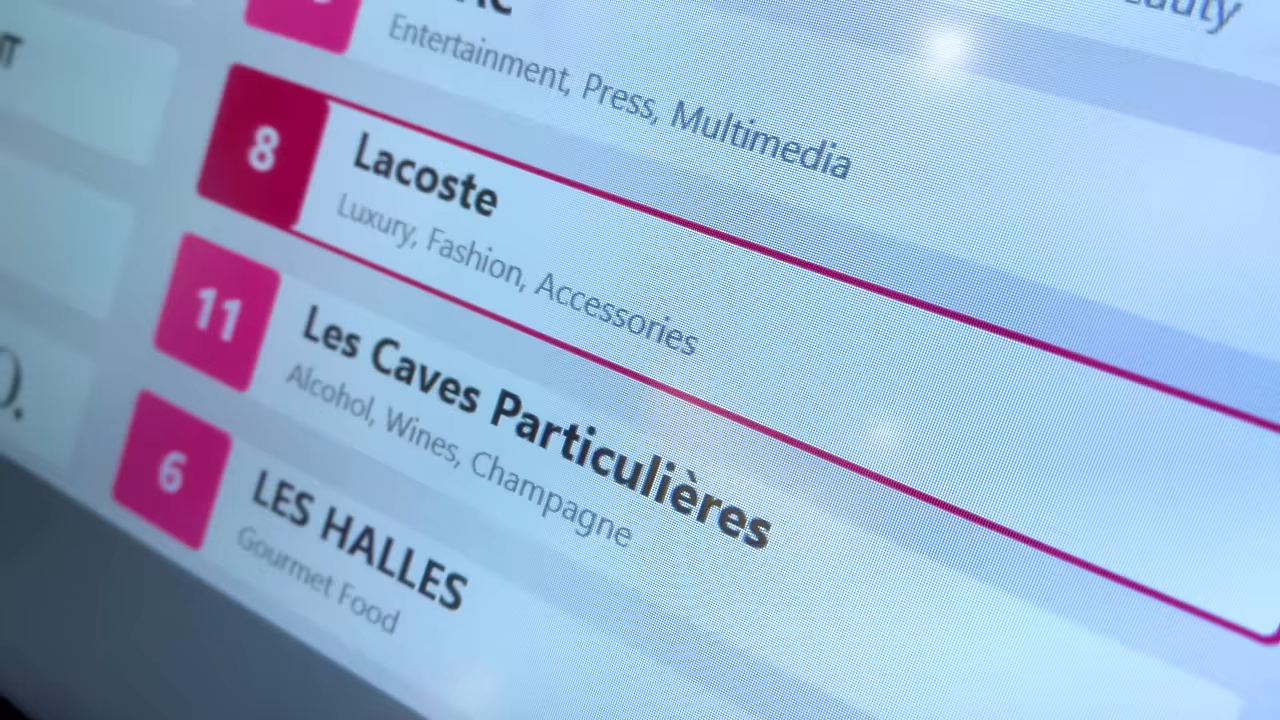 Entertainment, Press, Multimedia
8
Lacoste
Luxury, Fashion, Accessories
11
Les Caves Particulières
Alcohol, Wines, Champagne
6
LES HALLES
Gourmet Food